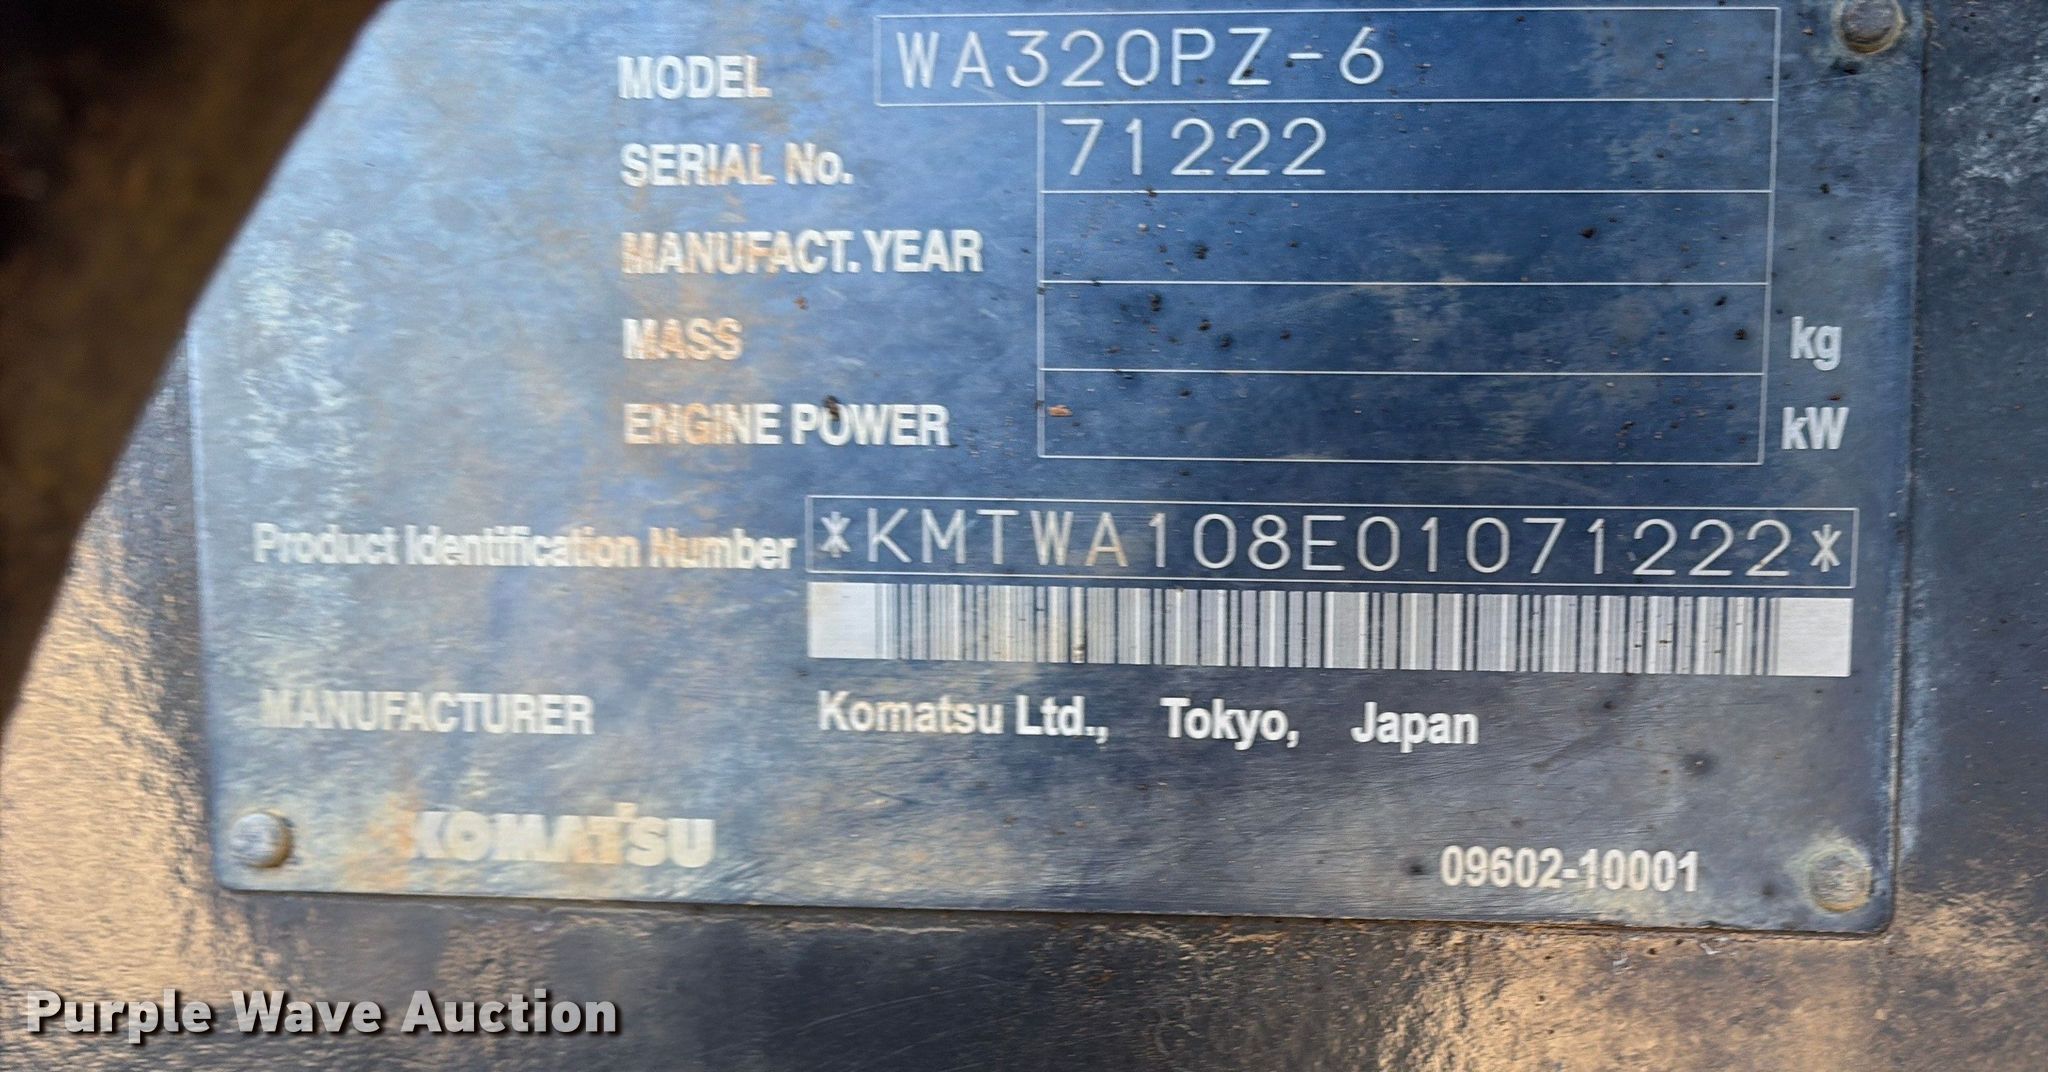 MODEL WA320PZ-6
SERIAL No. 71222
MANUFACT. YEAR
MASS kg
ENGINE POWER kW
Product Identification Number *KMTWA108E01071222*
MANUFACTURER Komatsu Ltd., Tokyo, Japan
KOMATSU
09602-10001
Purple Wave Auction